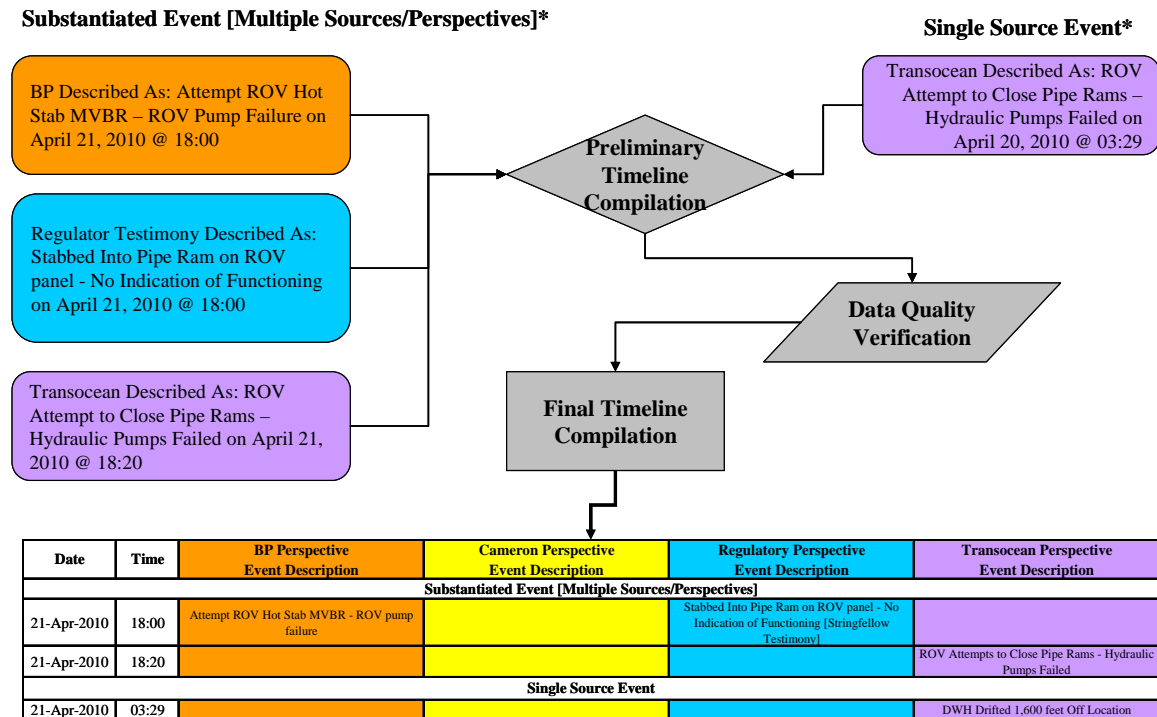 Substantiated Event [Multiple Sources/Perspectives]*
Single Source Event*
BP Described As: Attempt ROV Hot
Stab MVBR – ROV Pump Failure on
April 21, 2010 @ 18:00
Transocean Described As: ROV
Attempt to Close Pipe Rams –
Hydraulic Pumps Failed on
April 20, 2010 @ 03:29
Preliminary
Timeline
Compilation
Regulator Testimony Described As:
Stabbed Into Pipe Ram on ROV
panel - No Indication of Functioning
on April 21, 2010 @ 18:00
Data Quality
Verification
Transocean Described As: ROV
Attempt to Close Pipe Rams –
Hydraulic Pumps Failed on April 21,
2010 @ 18:20
Final Timeline
Compilation
Date
Time
BP Perspective
Event Description
Cameron Perspective
Event Description
Regulatory Perspective
Event Description
Transocean Perspective
Event Description
Substantiated Event [Multiple Sources/Perspectives]
21-Apr-2010
18:00
Attempt ROV Hot Stab MVBR - ROV pump
failure
Stabbed Into Pipe Ram on ROV panel - No
Indication of Functioning [Stringfellow
Testimony]
21-Apr-2010
18:20
ROV Attempts to Close Pipe Rams - Hydraulic
Pumps Failed
Single Source Event
21-Apr-2010
03:29
DWH Drifted 1,600 feet Off Location